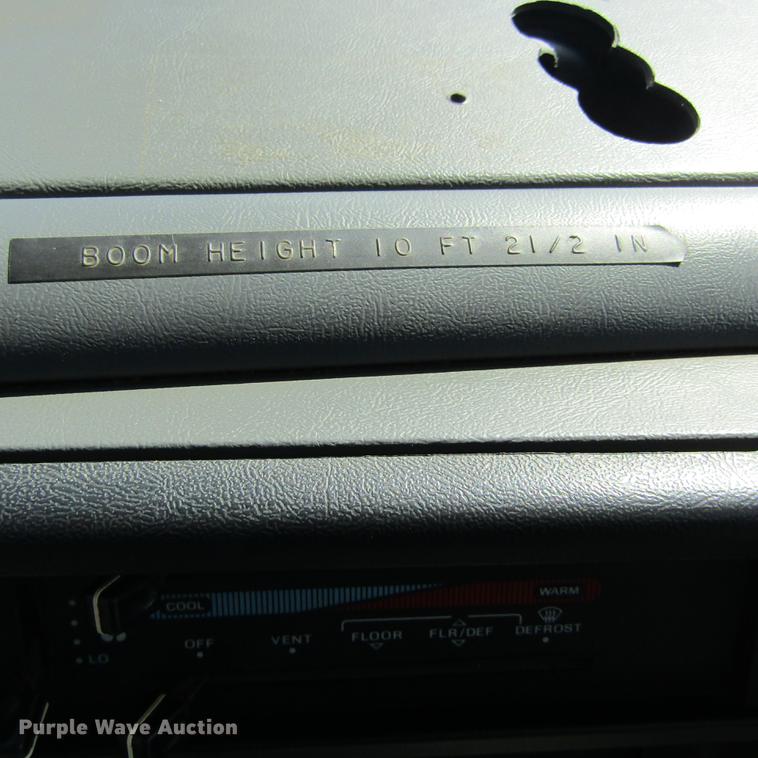 BOOM HEIGHT 10 FT 21/2 IN
COOL WARM
OFF VENT FLOOR FLR/DEF DEFROST
LO
Purple Wave Auction